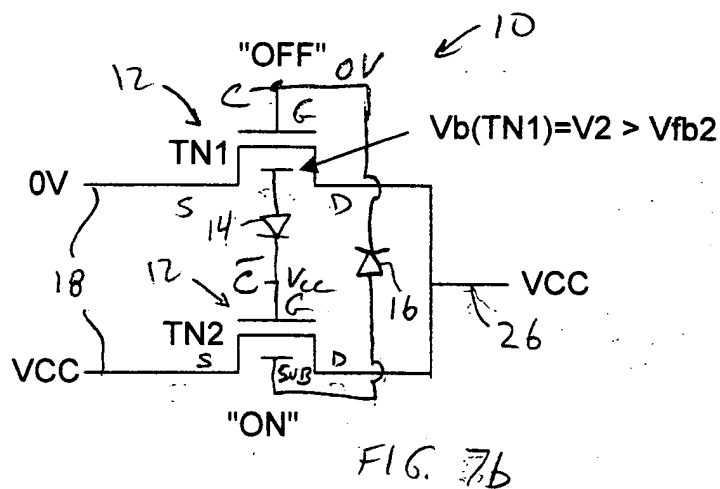 10
"OFF"
0V
12
C
G
TN1
Vb(TN1)=V2 > Vfb2
0V
S
D
14
18
12
C̅
Vcc
G
16
VCC
26
TN2
VCC
S
SUB
D
"ON"
FIG. 7b